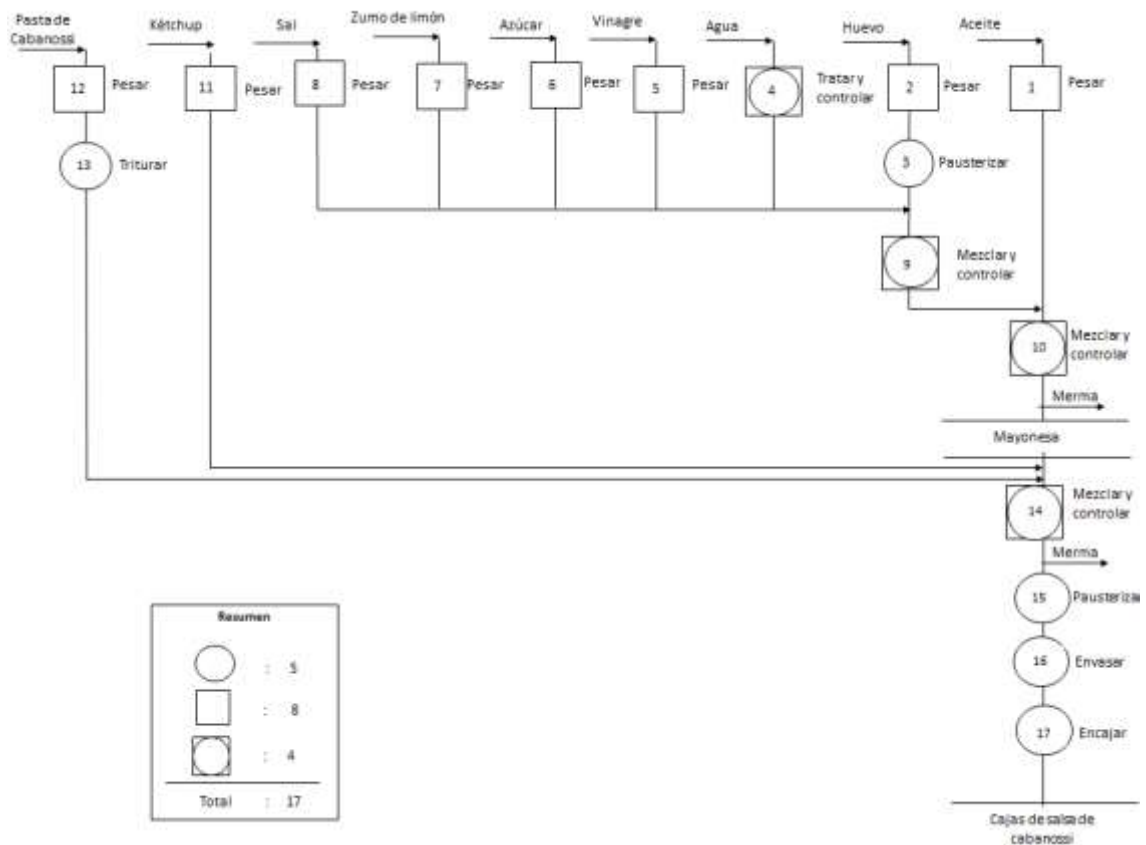 Pasta de
Cabanossi
Kétchup
Sal
Zumo de limón
Azúcar
Vinagre
Agua
Huevo
Aceite
12
Pesar
11
Pesar
8
Pesar
7
Pesar
6
Pesar
5
Pesar
4
Tratar y
controlar
2
Pesar
1
Pesar
13
Triturar
3
Pausterizar
9
Mezclar y
controlar
10
Mezclar y
controlar
Merma
Mayonesa
14
Mezclar y
controlar
Merma
15
Pausterizar
16
Envasar
17
Encajar
Cajas de salsa de
cabanossi
Resumen
: 5
: 8
: 4
Total : 17